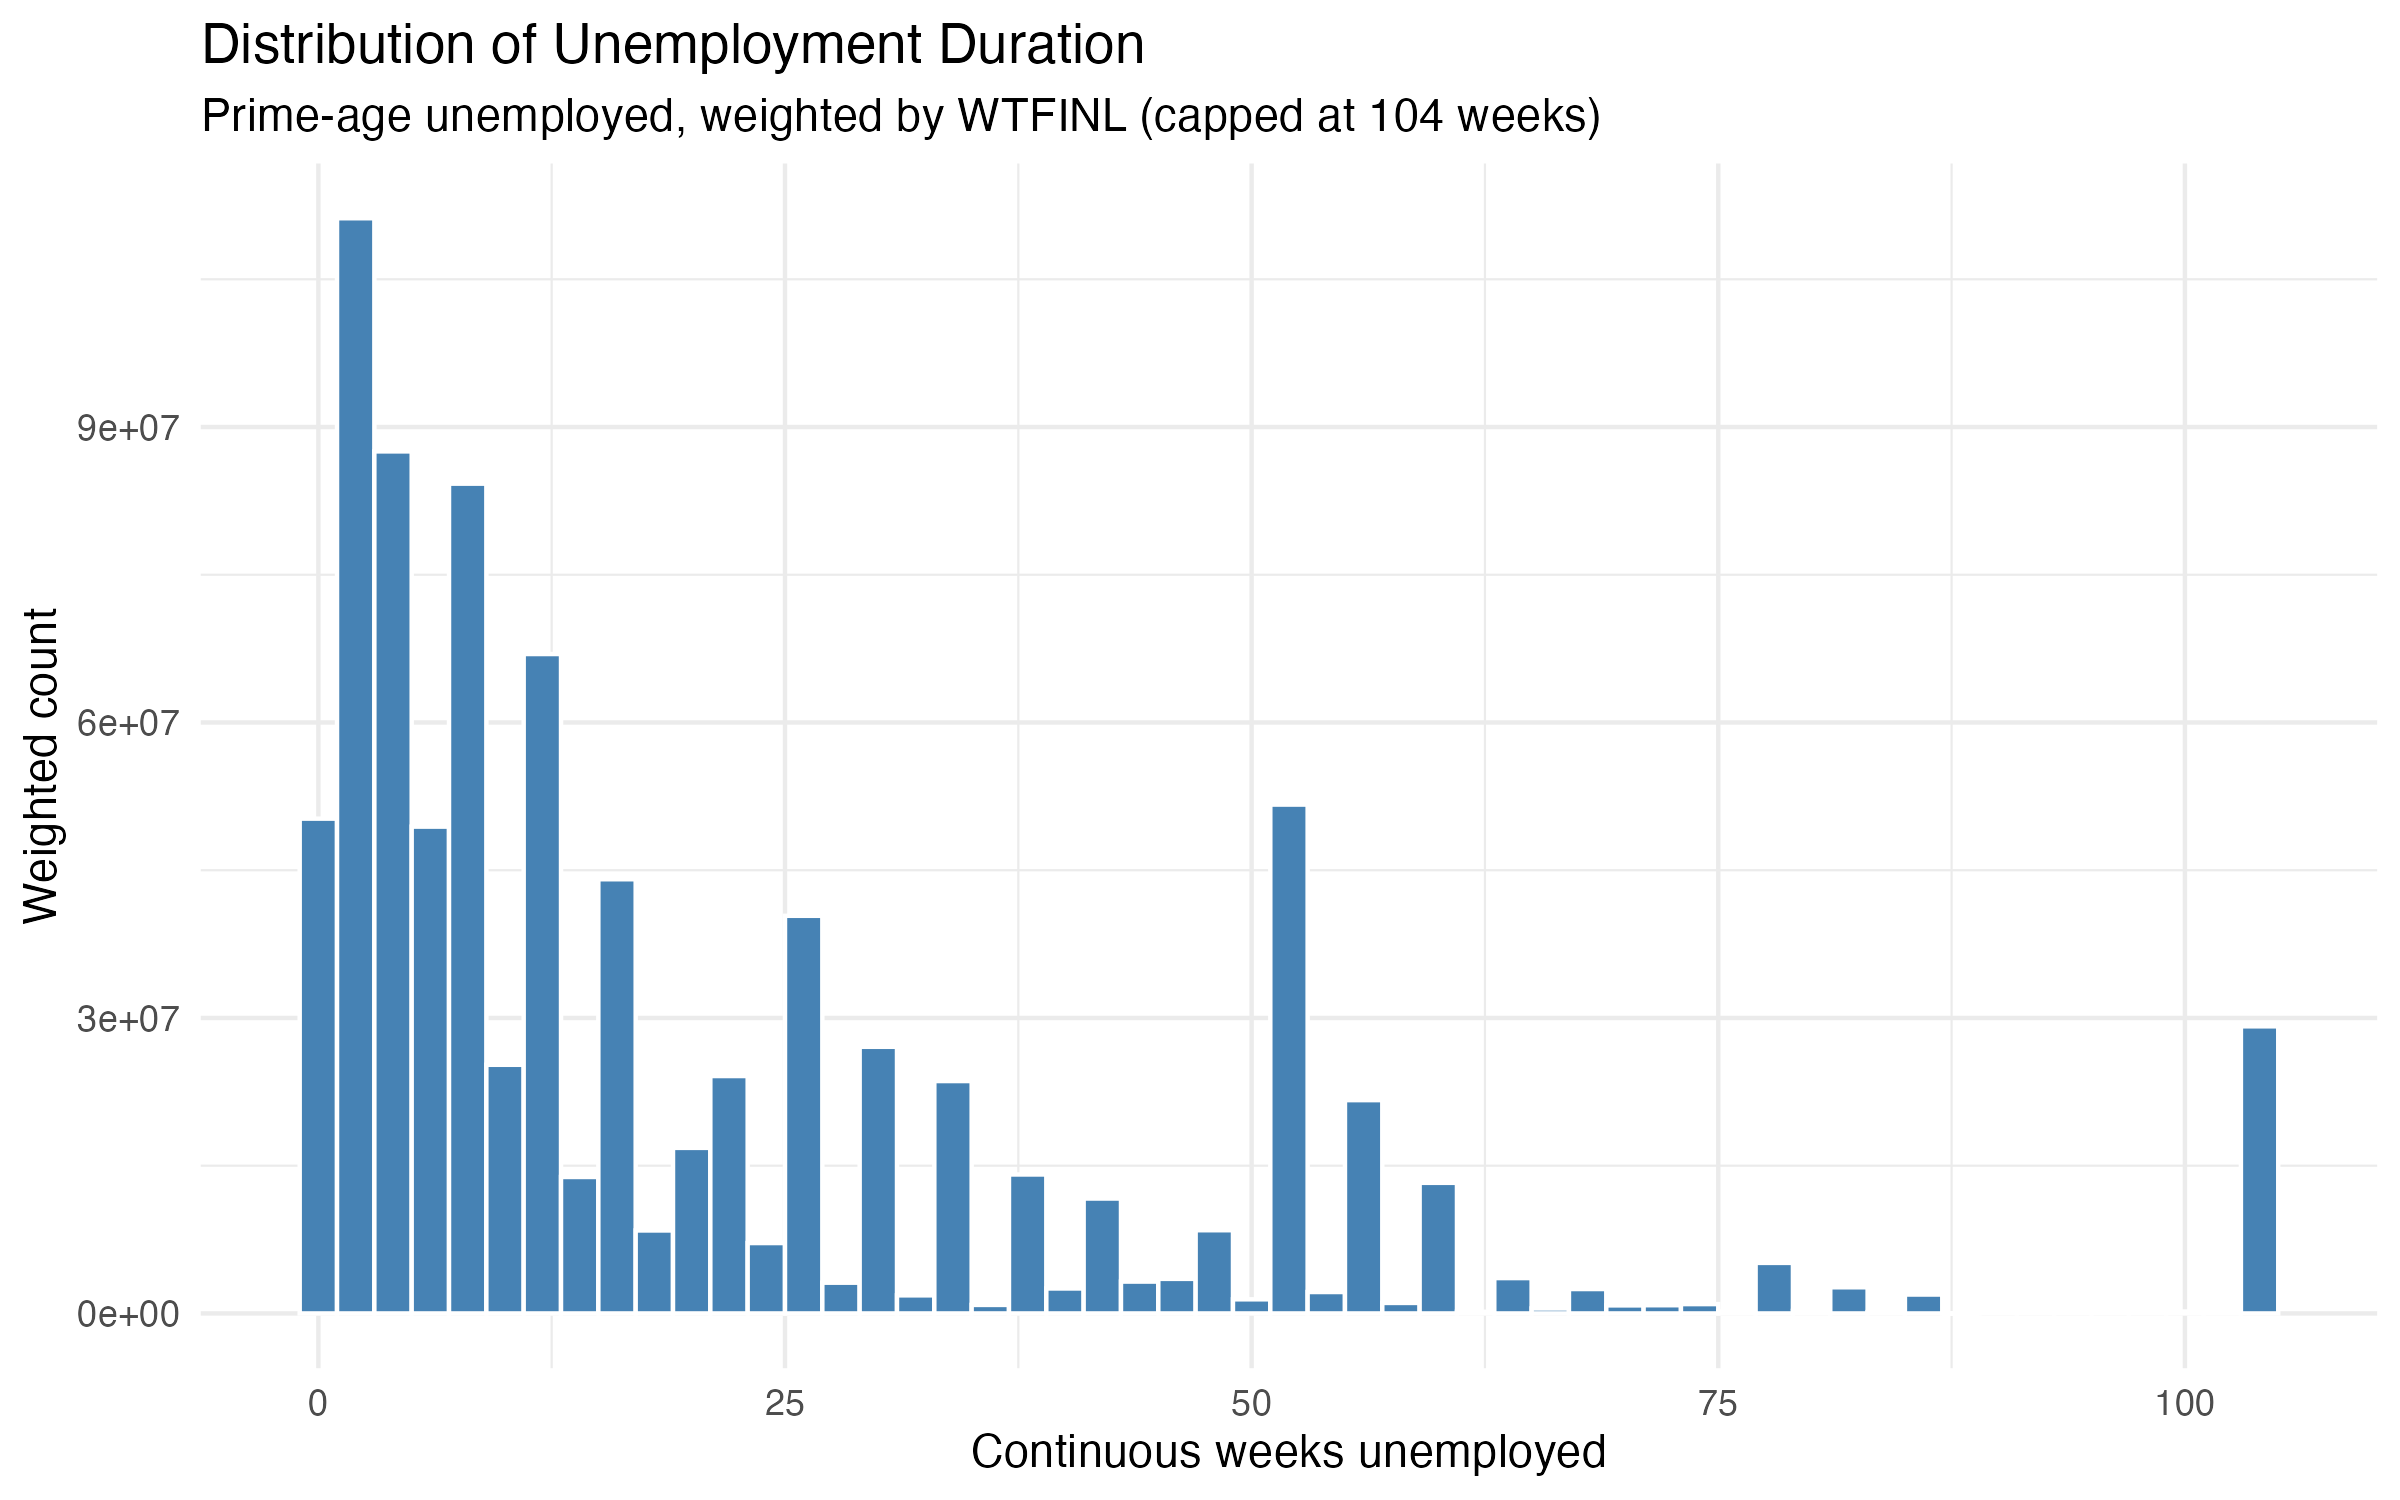 Distribution of Unemployment Duration
Prime-age unemployed, weighted by WTFINL (capped at 104 weeks)
Weighted count
9e+07
6e+07
3e+07
0e+00
0 25 50 75 100
Continuous weeks unemployed